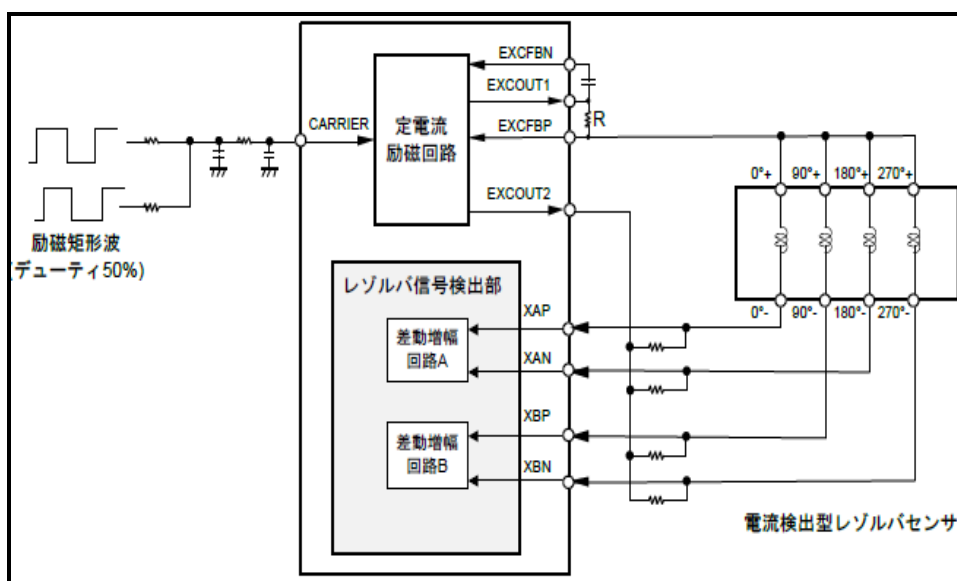 励磁矩形波
(デューティ50%)
CARRIER
定電流
励磁回路
EXCFBN
EXCOUT1
R
EXCFBP
EXCOUT2
0°+ 90°+ 180°+ 270°+
0°- 90°- 180°- 270°-
レゾルバ信号検出部
差動増幅
回路A
XAP
XAN
差動増幅
回路B
XBP
XBN
電流検出型レゾルバセンサ